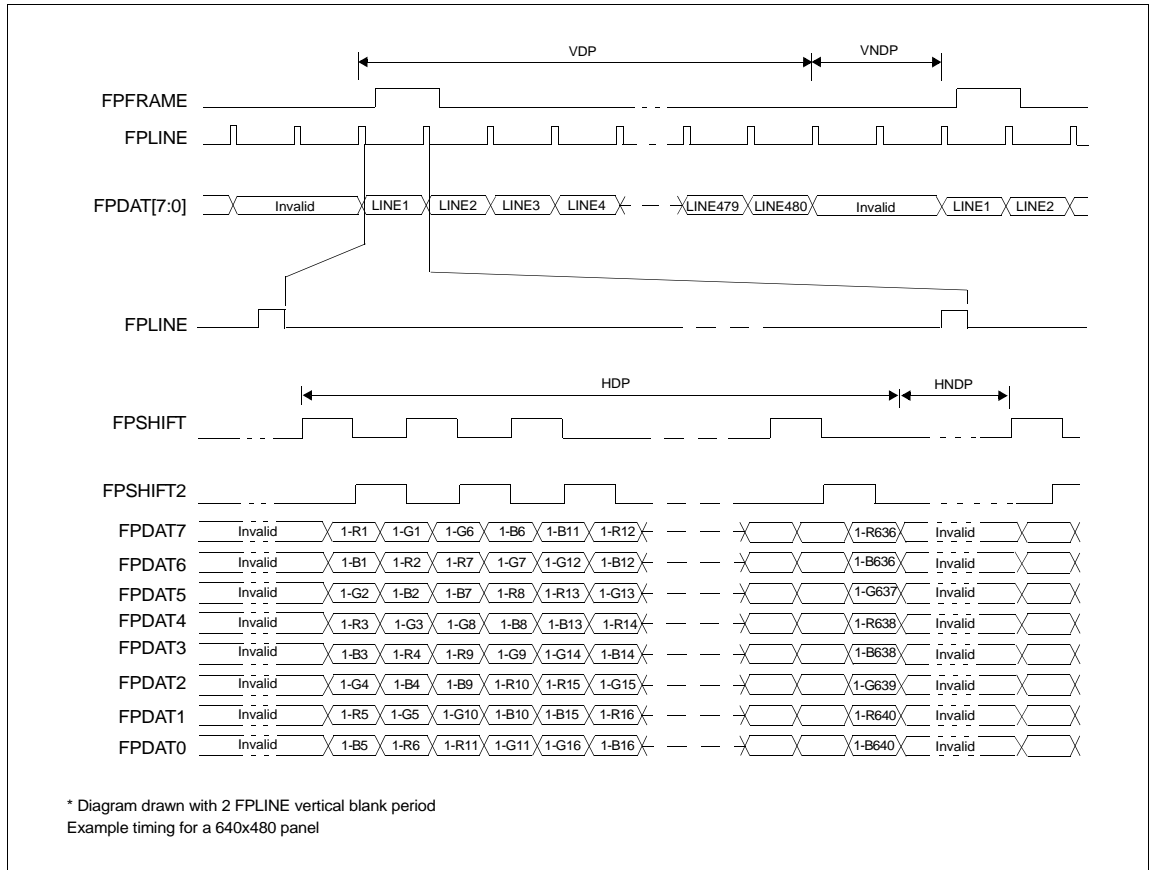 VDP VNDP
FPFRAME
FPLINE
FPDAT[7:0] Invalid LINE1 LINE2 LINE3 LINE4 LINE479 LINE480 Invalid LINE1 LINE2
FPLINE
HDP HNDP
FPSHIFT
FPSHIFT2
FPDAT7 Invalid 1-R1 1-G1 1-G6 1-B6 1-B11 1-R12 1-R636 Invalid
FPDAT6 Invalid 1-B1 1-R2 1-R7 1-G7 1-G12 1-B12 1-B636 Invalid
FPDAT5 Invalid 1-G2 1-B2 1-B7 1-R8 1-R13 1-G13 1-G637 Invalid
FPDAT4 Invalid 1-R3 1-G3 1-G8 1-B8 1-B13 1-R14 1-R638 Invalid
FPDAT3 Invalid 1-B3 1-R4 1-R9 1-G9 1-G14 1-B14 1-B638 Invalid
FPDAT2 Invalid 1-G4 1-B4 1-B9 1-R10 1-R15 1-G15 1-G639 Invalid
FPDAT1 Invalid 1-R5 1-G5 1-G10 1-B10 1-B15 1-R16 1-R640 Invalid
FPDAT0 Invalid 1-B5 1-R6 1-R11 1-G11 1-G16 1-B16 1-B640 Invalid
* Diagram drawn with 2 FPLINE vertical blank period
Example timing for a 640x480 panel